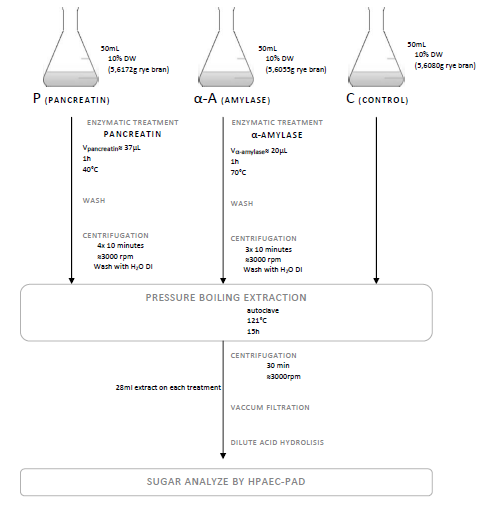 50mL
10% DW
(5,6172g rye bran)
50mL
10% DW
(5,6055g rye bran)
50mL
10% DW
(5,6080g rye bran)
P (PANCREATIN)
α-A (AMYLASE)
C (CONTROL)
ENZYMATIC TREATMENT
PANCREATIN
Vpancreatin≈ 37µL
1h
40°C
WASH
CENTRIFUGATION
4x 10 minutes
≈3000 rpm
Wash with H₂O DI
ENZYMATIC TREATMENT
α-AMYLASE
Vα-amylase≈ 20µL
1h
70°C
WASH
CENTRIFUGATION
3x 10 minutes
≈3000 rpm
Wash with H₂O DI
PRESSURE BOILING EXTRACTION
autoclave
121°C
15h
CENTRIFUGATION
30 min
≈3000rpm
28ml extract on each treatment
VACCUM FILTRATION
DILUTE ACID HYDROLISIS
SUGAR ANALYZE BY HPAEC-PAD